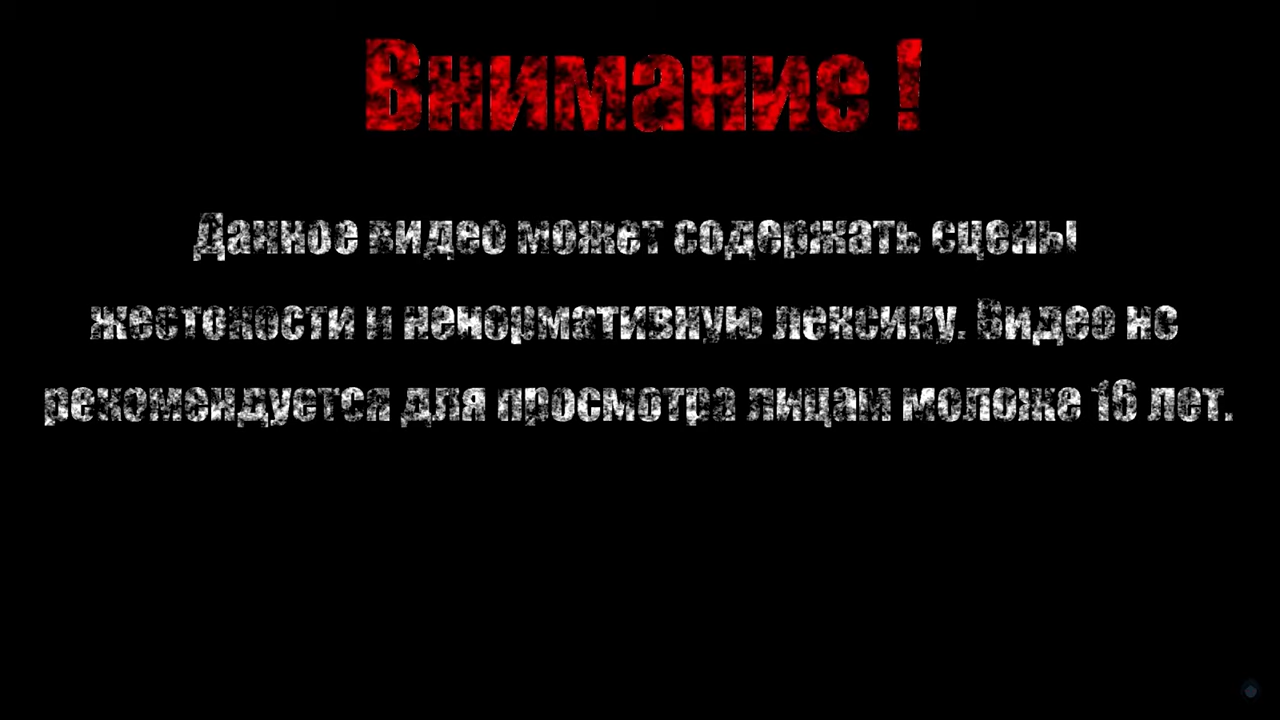 Внимание !
Данное видео может содержать сцены
жестокости и ненормативную лексику. Видео не
рекомендуется для просмотра лицам моложе 16 лет.